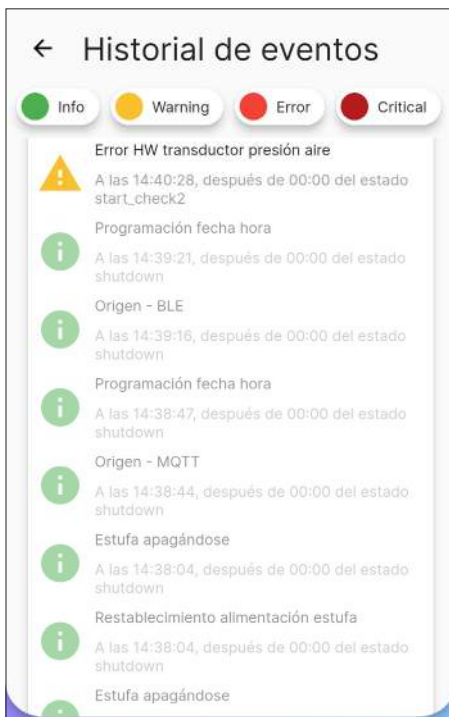 Historial de eventos
Info
Warning
Error
Critical
Error HW transductor presión aire
A las 14:40:28, después de 00:00 del estado
start_check2
Programación fecha hora
A las 14:39:21, después de 00:00 del estado
shutdown
Origen - BLE
A las 14:39:16, después de 00:00 del estado
shutdown
Programación fecha hora
A las 14:38:47, después de 00:00 del estado
shutdown
Origen - MQTT
A las 14:38:44, después de 00:00 del estado
shutdown
Estufa apagándose
A las 14:38:04, después de 00:00 del estado
shutdown
Restablecimiento alimentación estufa
A las 14:38:04, después de 00:00 del estado
shutdown
Estufa apagándose